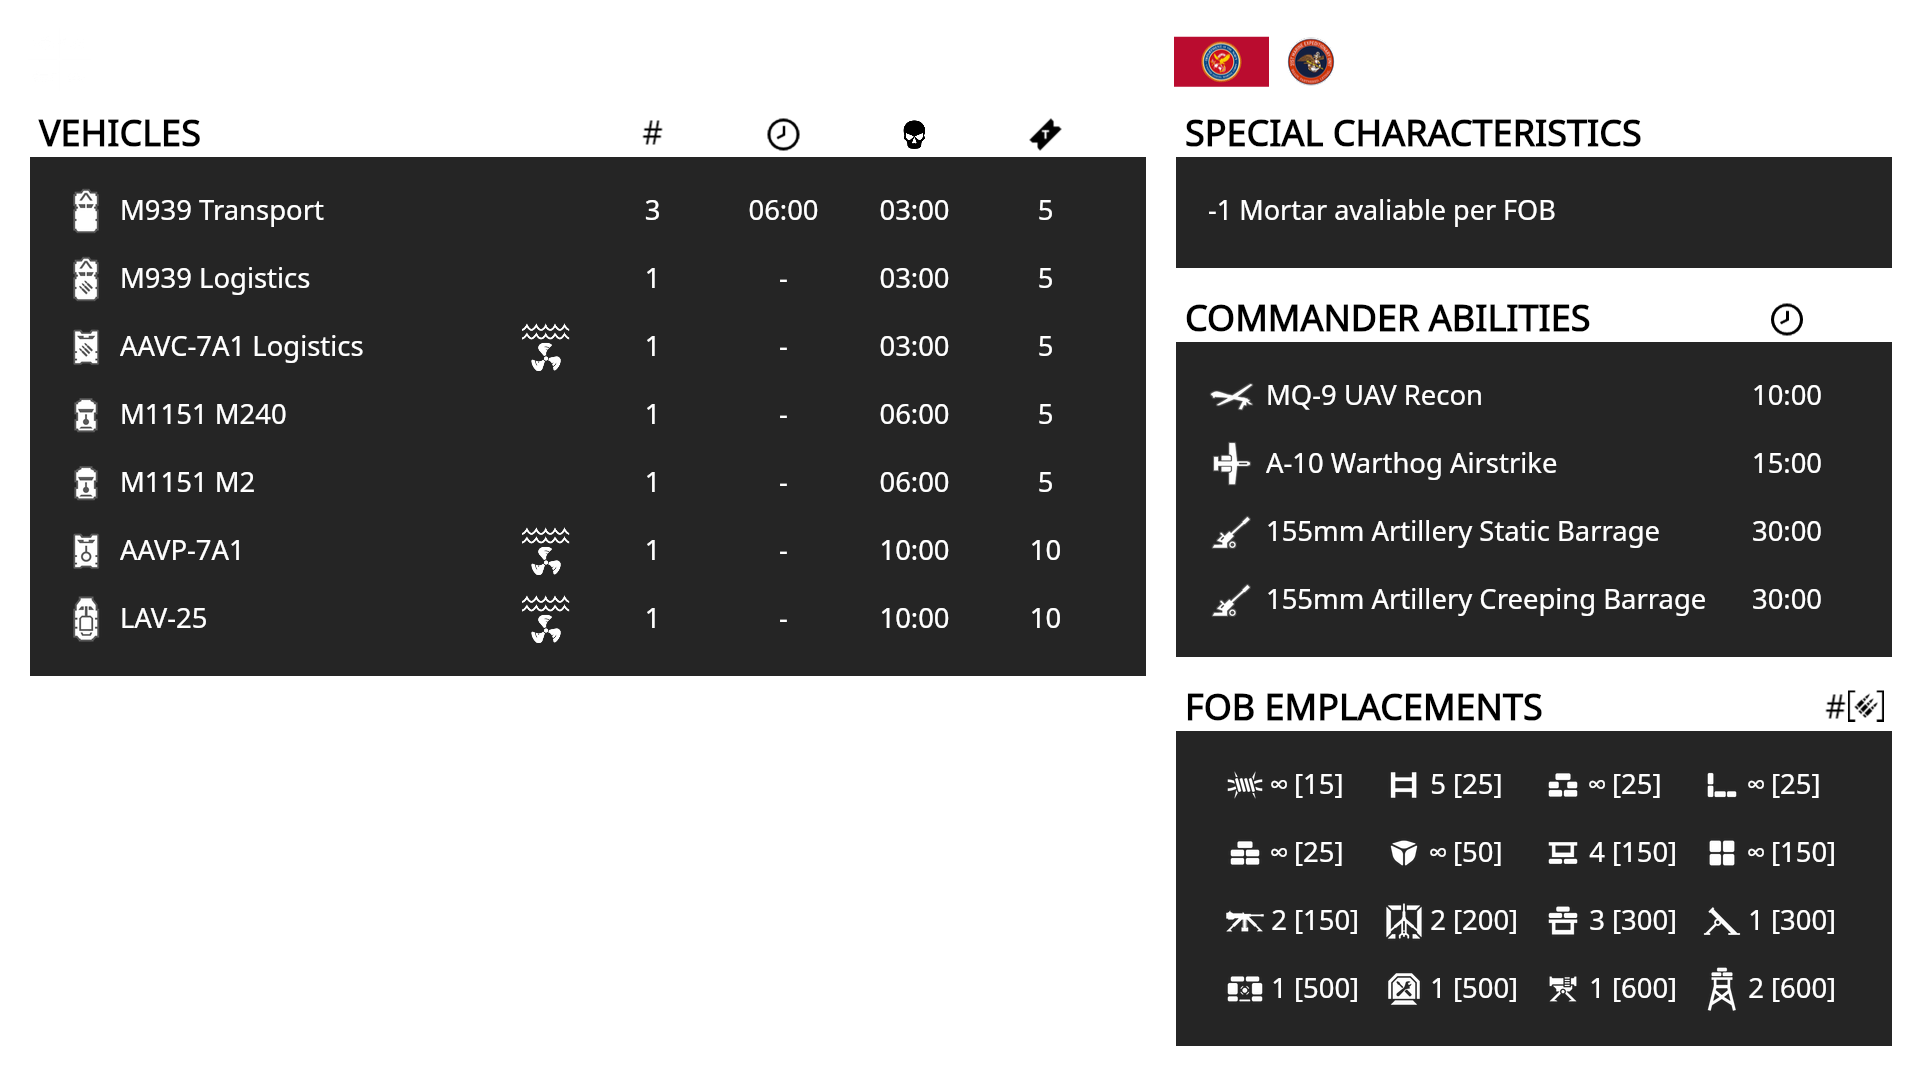 VEHICLES #
M939 Transport 3 06:00 03:00 5
M939 Logistics 1 - 03:00 5
AAVC-7A1 Logistics 1 - 03:00 5
M1151 M240 1 - 06:00 5
M1151 M2 1 - 06:00 5
AAVP-7A1 1 - 10:00 10
LAV-25 1 - 10:00 10
SPECIAL CHARACTERISTICS
-1 Mortar avaliable per FOB
COMMANDER ABILITIES
MQ-9 UAV Recon 10:00
A-10 Warthog Airstrike 15:00
155mm Artillery Static Barrage 30:00
155mm Artillery Creeping Barrage 30:00
FOB EMPLACEMENTS #[]
∞ [15] 5 [25] ∞ [25] ∞ [25]
∞ [25] ∞ [50] 4 [150] ∞ [150]
2 [150] 2 [200] 3 [300] 1 [300]
1 [500] 1 [500] 1 [600] 2 [600]